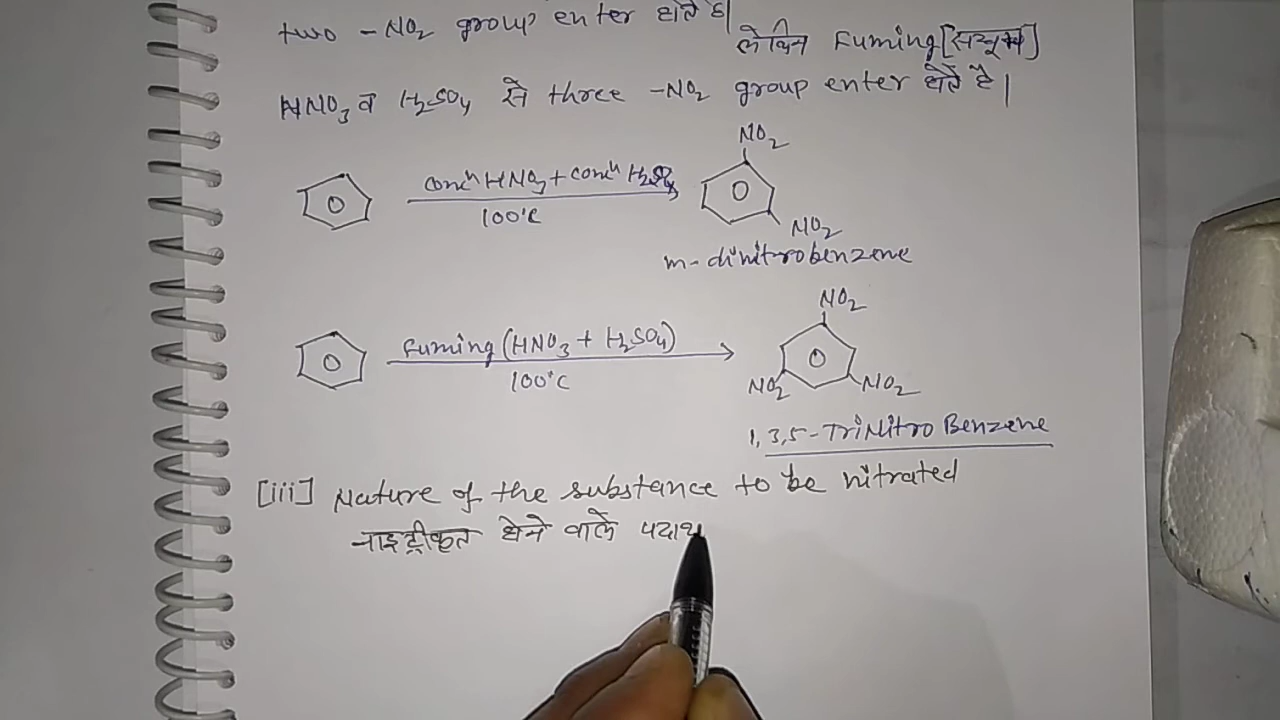 two -NO2 group enter होते है।
लेकिन Fuming [सधूम्र]
HNO3 व H2SO4 से three -NO2 group enter होते है।
NO2
concn HNO3 + concn H2SO4
100°C
NO2
m-dinitrobenzene
NO2
Fuming (HNO3 + H2SO4)
100°C
NO2 NO2
1,3,5-TriNitro Benzene
[iii] Nature of the substance to be nitrated
नाइट्रीकृत होने वाले पदाथ